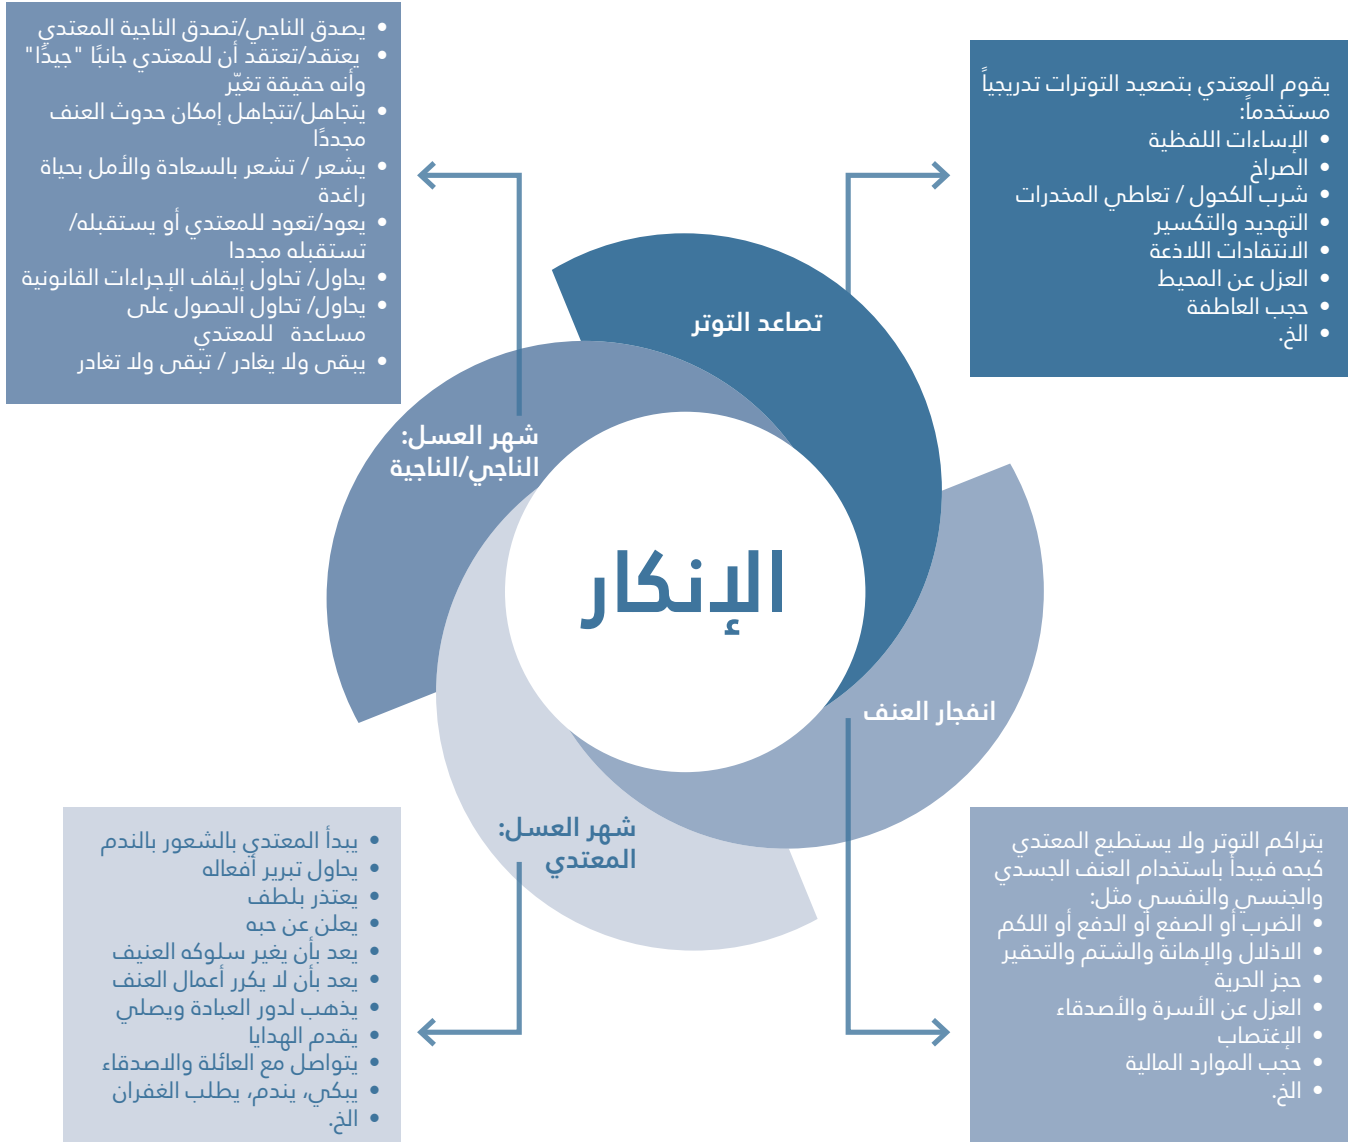 يقوم المعتدي بتصعيد التوترات تدريجياً
مستخدماً:
• الإساءات اللفظية
• الصراخ
• شرب الكحول / تعاطي المخدرات
• التهديد والتكسير
• الانتقادات اللاذعة
• العزل عن المحيط
• حجب العاطفة
• الخ.
• يصدق الناجي/تصدق الناجية المعتدي
• يعتقد/تعتقد أن للمعتدي جانبًا "جيدًا"
وأنه حقيقة تغيّر
• يتجاهل/تتجاهل إمكان حدوث العنف
مجددًا
• يشعر / تشعر بالسعادة والأمل بحياة
راغدة
• يعود/تعود للمعتدي أو يستقبله/
تستقبله مجددا
• يحاول/ تحاول إيقاف الإجراءات القانونية
• يحاول/ تحاول الحصول على
مساعدة للمعتدي
• يبقى ولا يغادر / تبقى ولا تغادر
تصاعد التوتر
شهر العسل:
الناجي/الناجية
الإنكار
انفجار العنف
شهر العسل:
المعتدي
يتراكم التوتر ولا يستطيع المعتدي
كبحه فيبدأ باستخدام العنف الجسدي
والجنسي والنفسي مثل:
• الضرب أو الصفع أو الدفع أو اللكم
• الاذلال والإهانة والشتم والتحقير
• حجز الحرية
• العزل عن الأسرة والأصدقاء
• الإغتصاب
• حجب الموارد المالية
• الخ.
• يبدأ المعتدي بالشعور بالندم
• يحاول تبرير أفعاله
• يعتذر بلطف
• يعلن عن حبه
• يعد بأن يغير سلوكه العنيف
• يعد بأن لا يكرر أعمال العنف
• يذهب لدور العبادة ويصلي
• يقدم الهدايا
• يتواصل مع العائلة والاصدقاء
• يبكي، يندم، يطلب الغفران
• الخ.